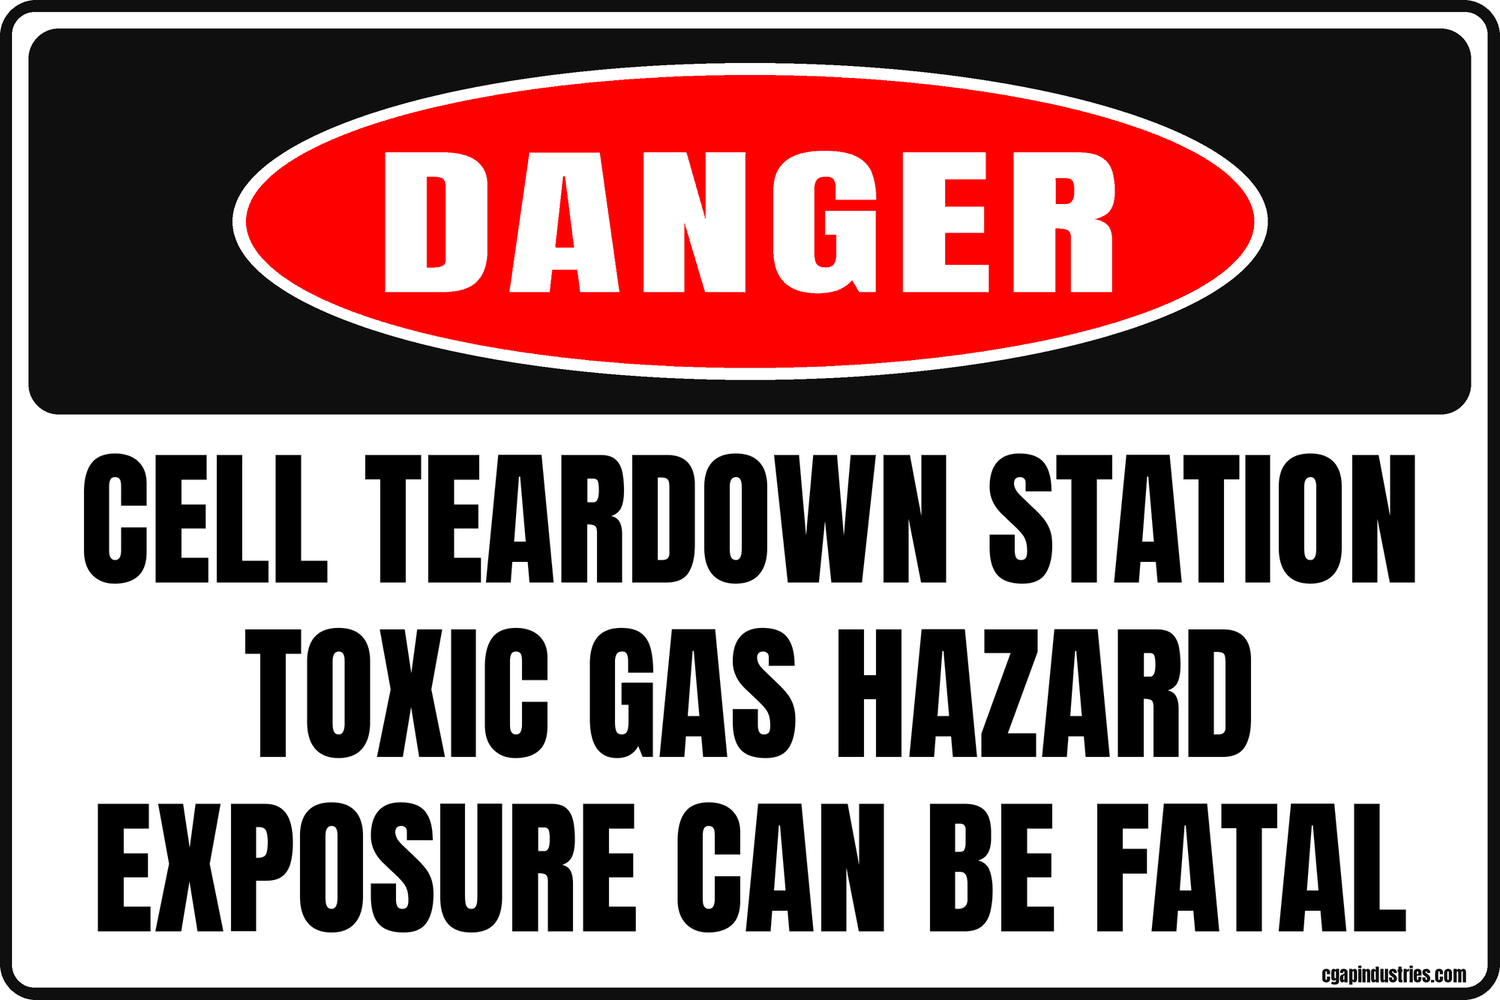 DANGER
CELL TEARDOWN STATION
TOXIC GAS HAZARD
EXPOSURE CAN BE FATAL
cgapindustries.com